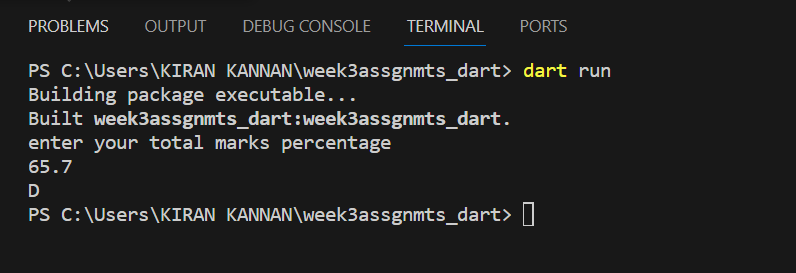 PROBLEMS OUTPUT DEBUG CONSOLE TERMINAL PORTS
PS C:\Users\KIRAN KANNAN\week3assgnmts_dart> dart run
Building package executable...
Built week3assgnmts_dart:week3assgnmts_dart.
enter your total marks percentage
65.7
D
PS C:\Users\KIRAN KANNAN\week3assgnmts_dart>